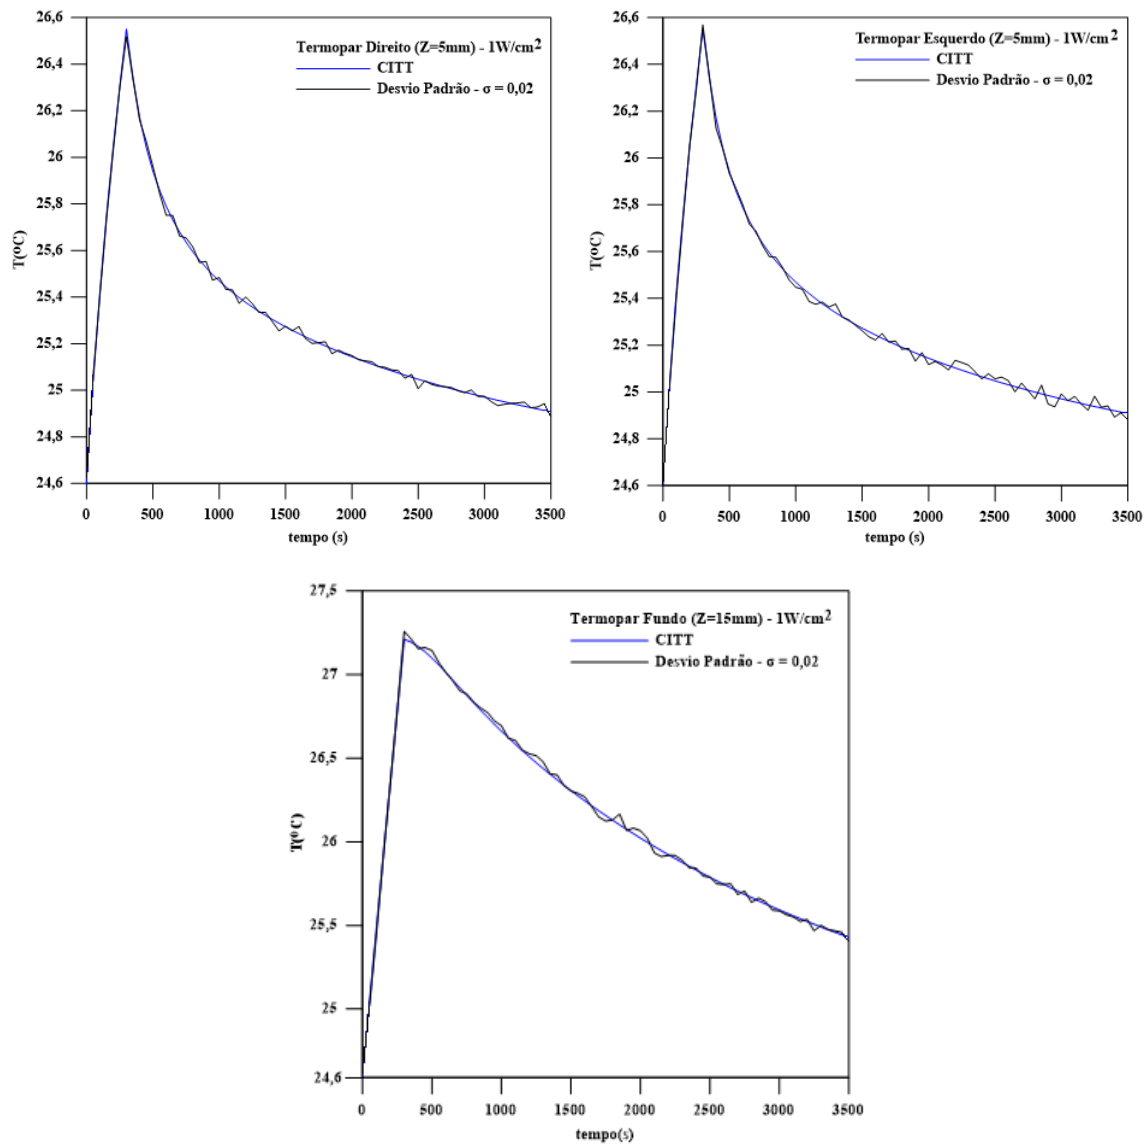 26,6
26,4
26,2
26
25,8
25,6
25,4
25,2
25
24,8
24,6
T(ºC)
Termopar Direito (Z=5mm) - 1W/cm2
CITT
Desvio Padrão - σ = 0,02
0 500 1000 1500 2000 2500 3000 3500
tempo (s)
26,6
26,4
26,2
26
25,8
25,6
25,4
25,2
25
24,8
24,6
T(ºC)
Termopar Esquerdo (Z=5mm) - 1W/cm2
CITT
Desvio Padrão - σ = 0,02
0 500 1000 1500 2000 2500 3000 3500
tempo (s)
27,5
27
26,5
26
25,5
25
24,6
T(ºC)
Termopar Fundo (Z=15mm) - 1W/cm2
CITT
Desvio Padrão - σ = 0,02
0 500 1000 1500 2000 2500 3000 3500
tempo(s)